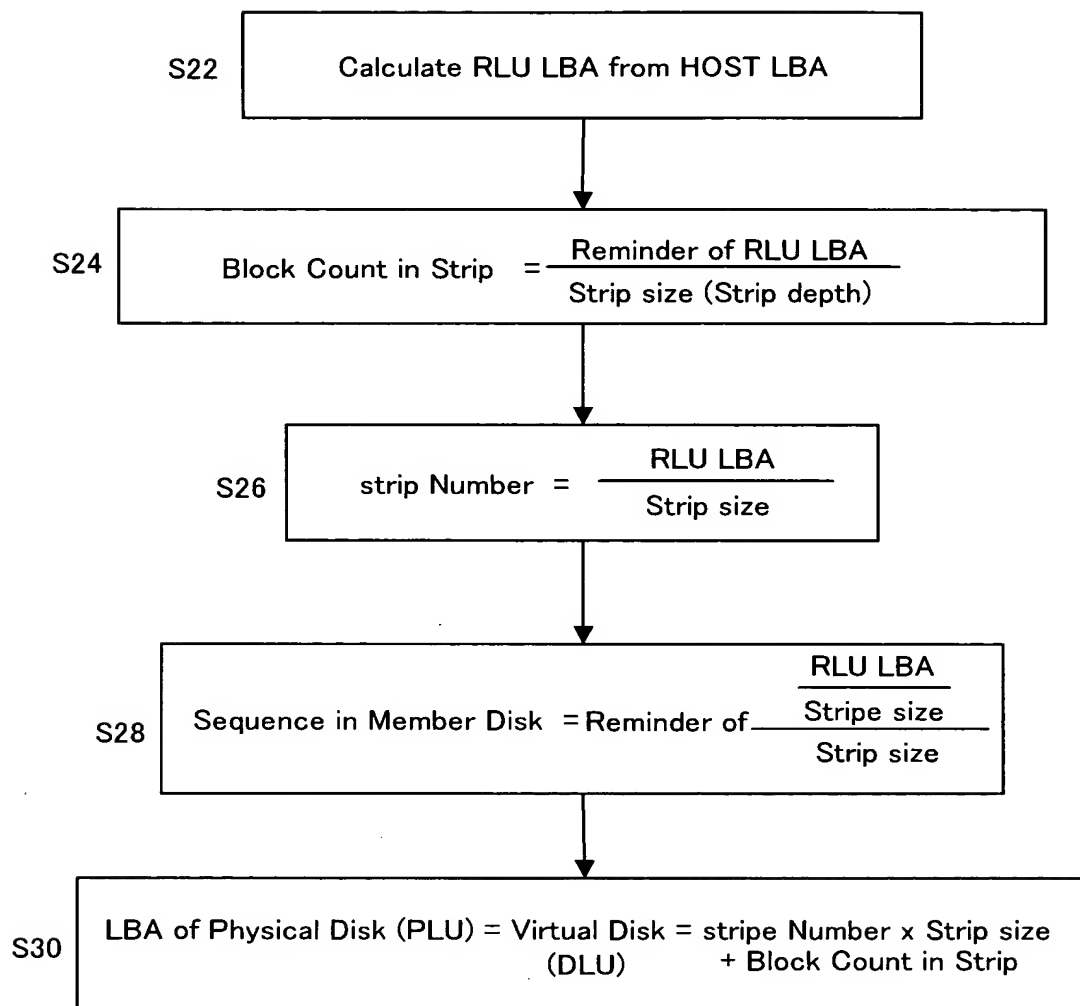 S22
Calculate RLU LBA from HOST LBA
S24
Block Count in Strip = Reminder of RLU LBA
Strip size (Strip depth)
S26
strip Number = RLU LBA
Strip size
S28
Sequence in Member Disk = Reminder of RLU LBA
Stripe size
Strip size
S30
LBA of Physical Disk (PLU) = Virtual Disk = stripe Number x Strip size
(DLU) + Block Count in Strip